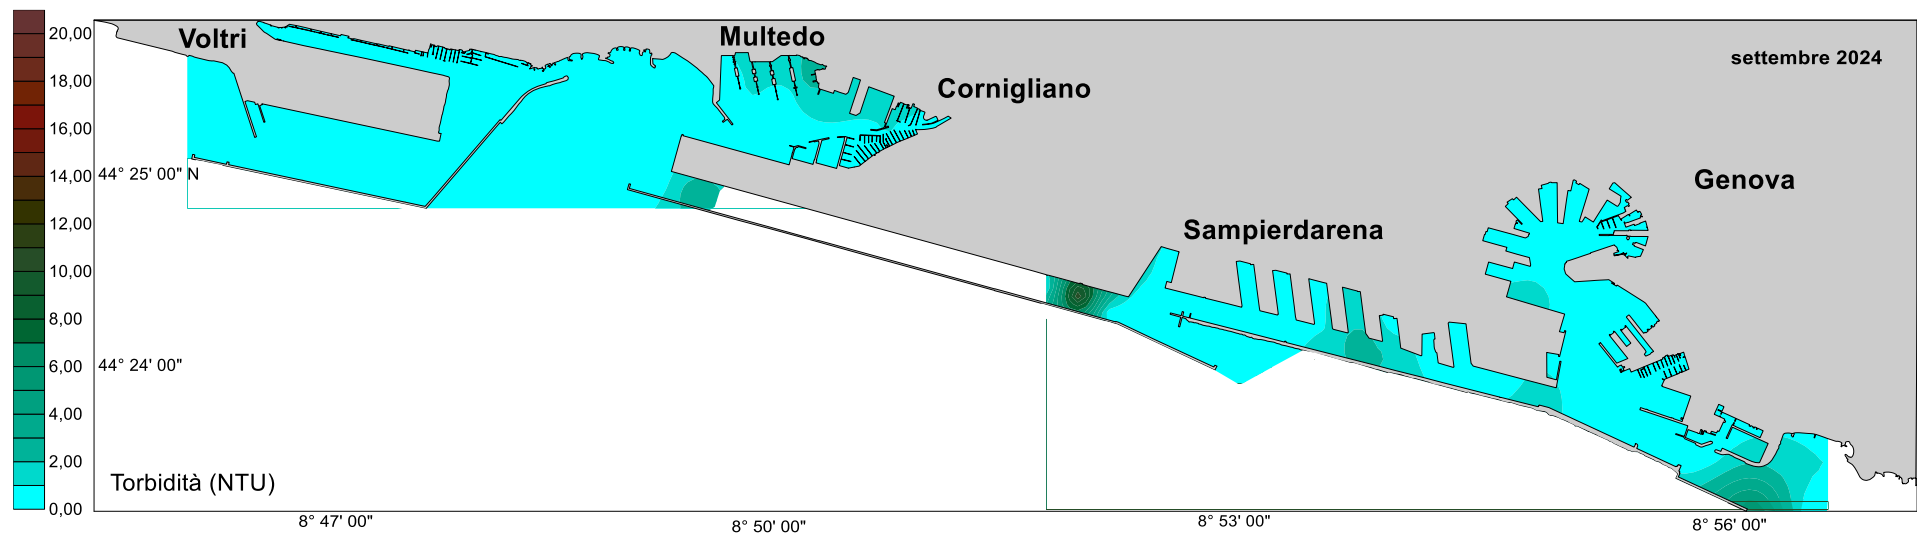 Voltri
Multedo
Cornigliano
settembre 2024
Genova
Sampierdarena
20,00
18,00
16,00
14,00
12,00
10,00
8,00
6,00
4,00
2,00
0,00
44° 25' 00" N
44° 24' 00"
Torbidità (NTU)
8° 47' 00"
8° 50' 00"
8° 53' 00"
8° 56' 00"